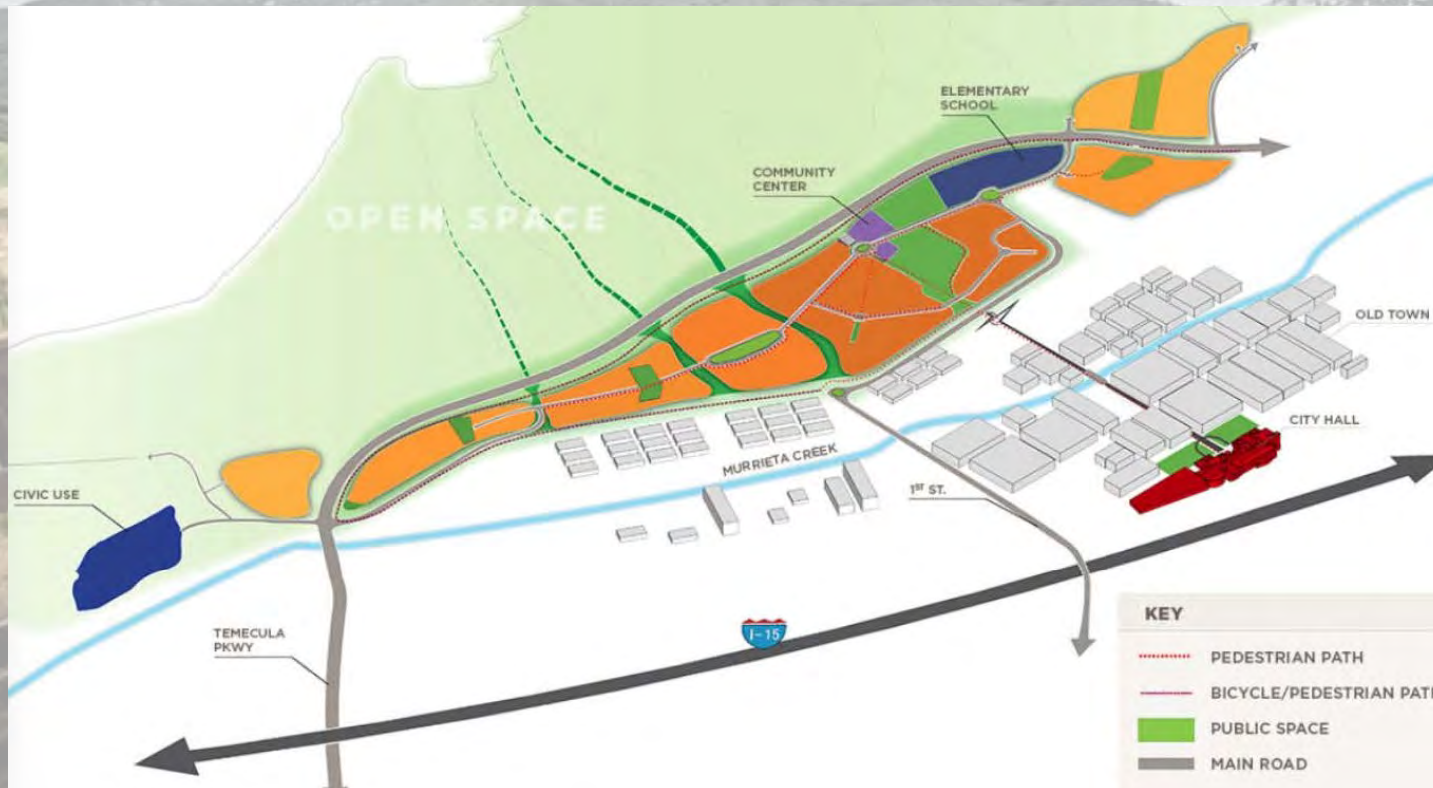 ELEMENTARY
SCHOOL
COMMUNITY
CENTER
OPEN SPACE
OLD TOWN
CITY HALL
MURRIETA CREEK
1ST ST.
CIVIC USE
TEMECULA
PKWY
I-15
KEY
PEDESTRIAN PATH
BICYCLE/PEDESTRIAN PATH
PUBLIC SPACE
MAIN ROAD